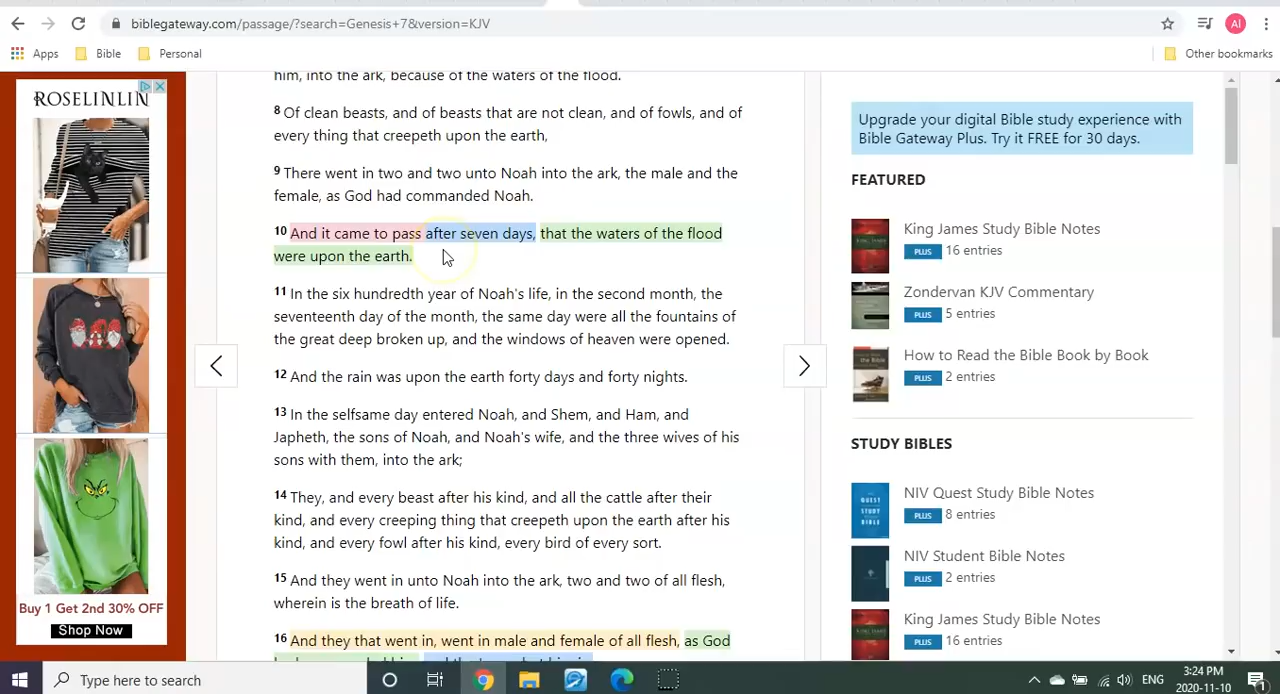 biblegateway.com/passage/?search=Genesis+7&version=KJV
AI
Apps
Bible
Personal
Other bookmarks
ROSELINLIN
Buy 1 Get 2nd 30% OFF
Shop Now
him, into the ark, because of the waters of the flood.
8 Of clean beasts, and of beasts that are not clean, and of fowls, and of
every thing that creepeth upon the earth,
9 There went in two and two unto Noah into the ark, the male and the
female, as God had commanded Noah.
10 And it came to pass after seven days, that the waters of the flood
were upon the earth.
11 In the six hundredth year of Noah's life, in the second month, the
seventeenth day of the month, the same day were all the fountains of
the great deep broken up, and the windows of heaven were opened.
12 And the rain was upon the earth forty days and forty nights.
13 In the selfsame day entered Noah, and Shem, and Ham, and
Japheth, the sons of Noah, and Noah's wife, and the three wives of his
sons with them, into the ark;
14 They, and every beast after his kind, and all the cattle after their
kind, and every creeping thing that creepeth upon the earth after his
kind, and every fowl after his kind, every bird of every sort.
15 And they went in unto Noah into the ark, two and two of all flesh,
wherein is the breath of life.
16 And they that went in, went in male and female of all flesh, as God
Upgrade your digital Bible study experience with
Bible Gateway Plus. Try it FREE for 30 days.
FEATURED
King James Study Bible Notes
PLUS 16 entries
Zondervan KJV Commentary
PLUS 5 entries
How to Read the Bible Book by Book
PLUS 2 entries
STUDY BIBLES
NIV Quest Study Bible Notes
PLUS 8 entries
NIV Student Bible Notes
PLUS 2 entries
King James Study Bible Notes
PLUS 16 entries
Type here to search
ENG
3:24 PM
2020-11-10